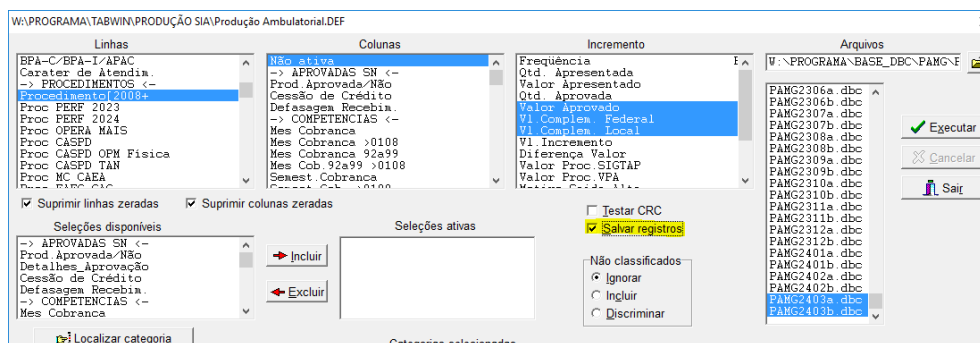 W:\PROGRAMA\TABWIN\PRODUÇÃO SIA\Produção Ambulatorial.DEF
Linhas
BPA-C/BPA-I/APAC
Carater de Atendim.
-> PROCEDIMENTOS <-
Procedimento[2008+
Proc PERF 2023
Proc PERF 2024
Proc OPERA MAIS
Proc CASPD
Proc CASPD OPM Fisica
Proc CASPD TAN
Proc MC CAEA
Colunas
Não ativa
-> APROVADAS SN <-
Prod.Aprovada/Não
Cessão de Crédito
Defasagem Recebim.
-> COMPETENCIAS <-
Mes Cobranca
Mes Cobranca >0108
Mes Cobranca 92a99
Mes Cob.92a99 >0108
Semest.Cobranca
Incremento
Freqüência
Qtd. Apresentada
Valor Apresentado
Qtd. Aprovada
Valor Aprovado
Vl.Complem. Federal
Vl.Complem. Local
Vl.Incremento
Diferença Valor
Valor Proc.SIGTAP
Valor Proc.VPA
Arquivos
W:\PROGRAMA\BASE_DBC\PAMG\P
PAMG2306a.dbc
PAMG2306b.dbc
PAMG2307a.dbc
PAMG2307b.dbc
PAMG2308a.dbc
PAMG2308b.dbc
PAMG2309a.dbc
PAMG2309b.dbc
PAMG2310a.dbc
PAMG2310b.dbc
PAMG2311a.dbc
PAMG2311b.dbc
PAMG2312a.dbc
PAMG2312b.dbc
PAMG2401a.dbc
PAMG2401b.dbc
PAMG2402a.dbc
PAMG2402b.dbc
PAMG2403a.dbc
PAMG2403b.dbc
Executar
Cancelar
Sair
Suprimir linhas zeradas
Suprimir colunas zeradas
Testar CRC
Salvar registros
Seleções disponíveis
-> APROVADAS SN <-
Prod.Aprovada/Não
Detalhes_Aprovação
Cessão de Crédito
Defasagem Recebim.
-> COMPETENCIAS <-
Mes Cobranca
Incluir
Excluir
Seleções ativas
Não classificados
Ignorar
Incluir
Discriminar
Localizar categoria